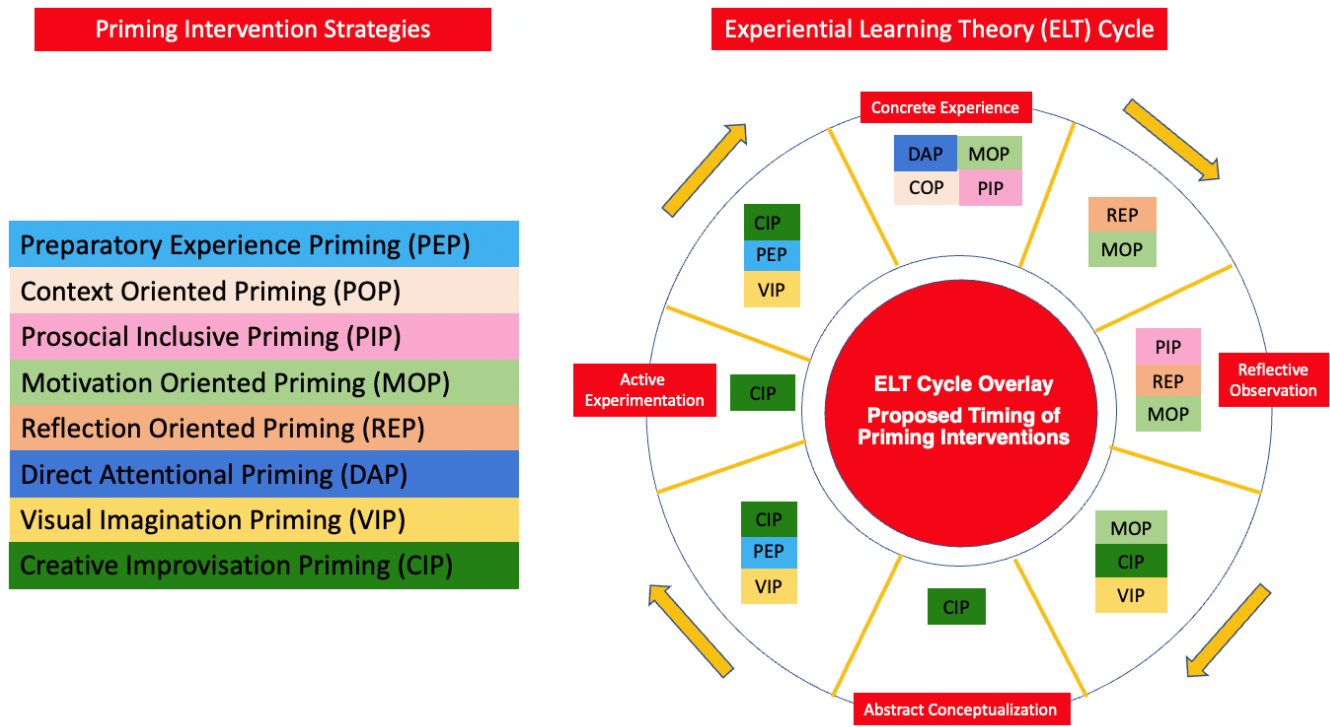 Priming Intervention Strategies
Preparatory Experience Priming (PEP)
Context Oriented Priming (POP)
Prosocial Inclusive Priming (PIP)
Motivation Oriented Priming (MOP)
Reflection Oriented Priming (REP)
Direct Attentional Priming (DAP)
Visual Imagination Priming (VIP)
Creative Improvisation Priming (CIP)
Experiential Learning Theory (ELT) Cycle
Concrete Experience
DAP MOP
COP PIP
REP
MOP
PIP
REP
MOP
Reflective
Observation
MOP
CIP
VIP
CIP
Abstract Conceptualization
CIP
PEP
VIP
Active
Experimentation
CIP
CIP
PEP
VIP
ELT Cycle Overlay
Proposed Timing of
Priming Interventions